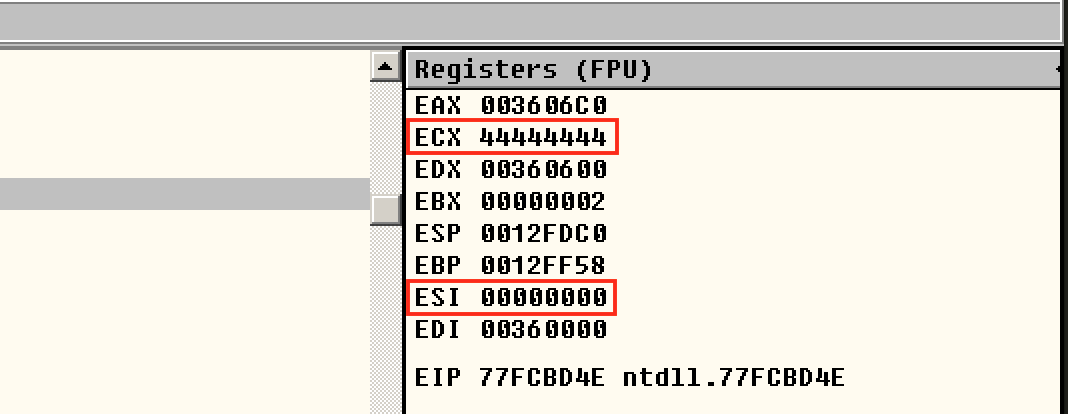 Registers (FPU)
EAX 003606C0
ECX 44444444
EDX 00360600
EBX 00000002
ESP 0012FDC0
EBP 0012FF58
ESI 00000000
EDI 00360000
EIP 77FCBD4E ntdll.77FCBD4E